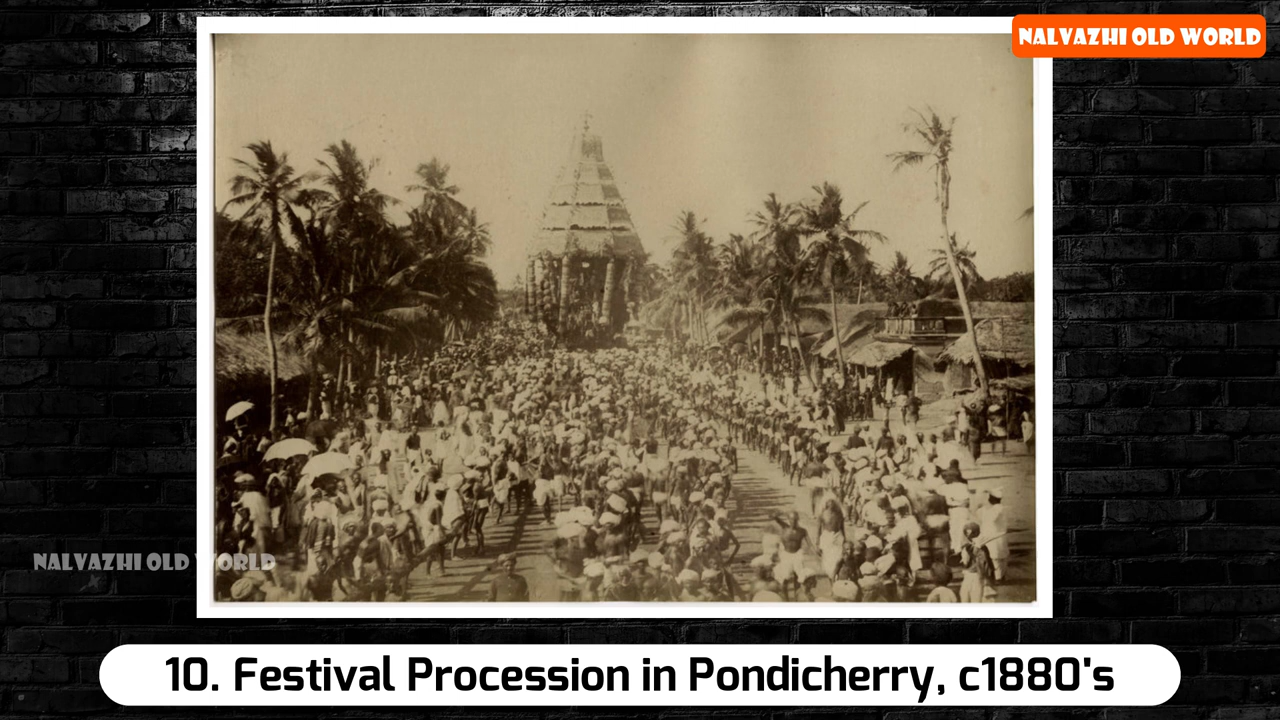 NALVAZHI OLD WORLD
NALVAZHI OLD WORLD
10. Festival Procession in Pondicherry, c1880's